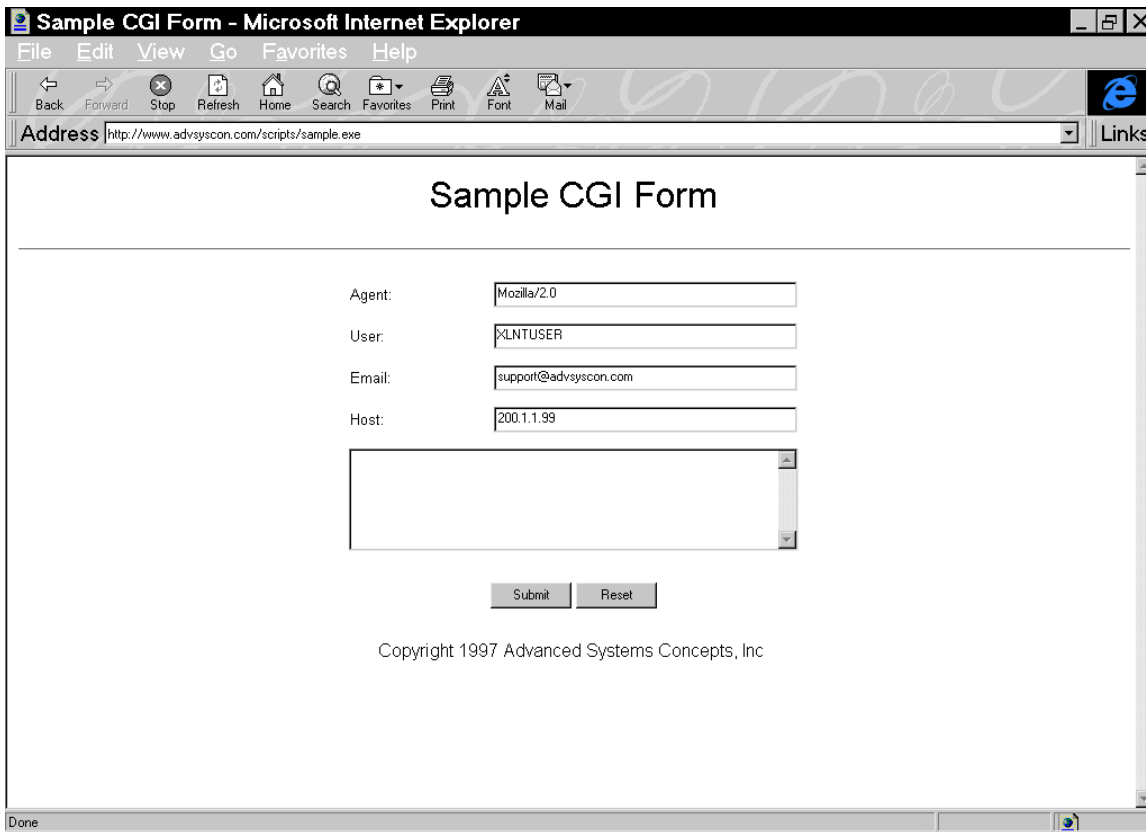 Sample CGI Form - Microsoft Internet Explorer
File Edit View Go Favorites Help
Back Forward Stop Refresh Home Search Favorites Print Font Mail
Address http://www.advsyscon.com/scripts/sample.exe Links
Sample CGI Form
Agent: Mozilla/2.0
User: XLNTUSER
Email: support@advsyscon.com
Host: 200.1.1.99
Submit Reset
Copyright 1997 Advanced Systems Concepts, Inc
Done